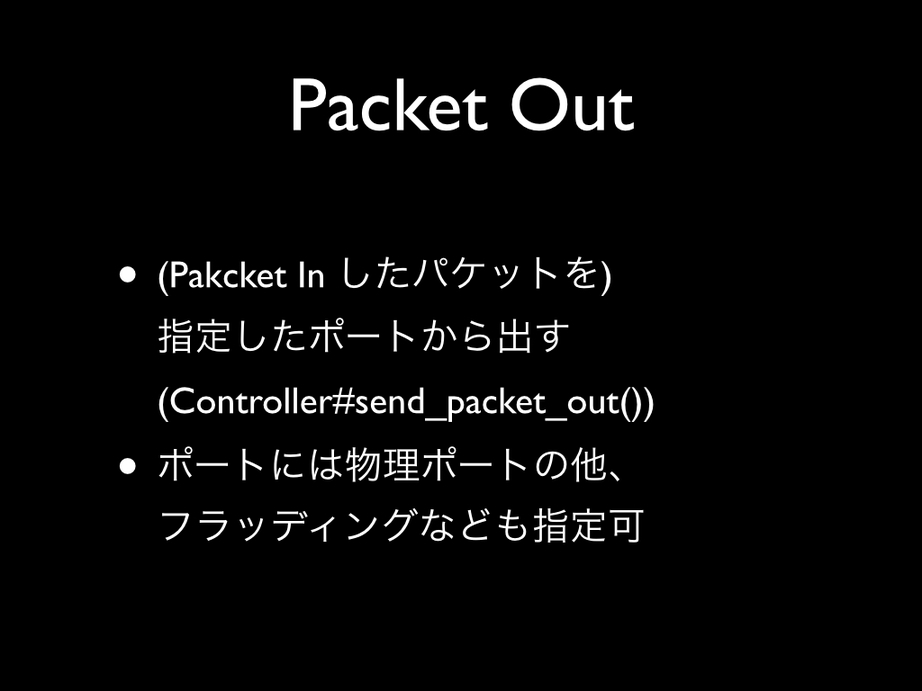 Packet Out
• (Pakcket In したパケットを)
指定したポートから出す
(Controller#send_packet_out())
• ポートには物理ポートの他、
フラッディングなども指定可